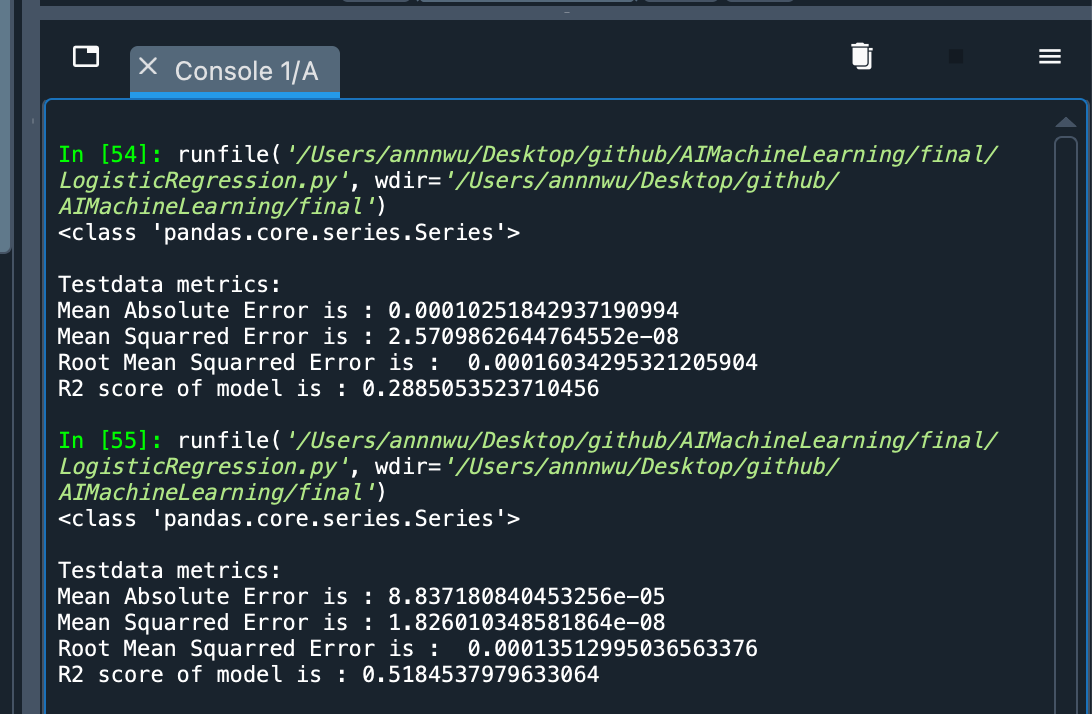 Console 1/A
In [54]: runfile('/Users/annnwu/Desktop/github/AIMachineLearning/final/
LogisticRegression.py', wdir='/Users/annnwu/Desktop/github/
AIMachineLearning/final')
<class 'pandas.core.series.Series'>
Testdata metrics:
Mean Absolute Error is : 0.00010251842937190994
Mean Squarred Error is : 2.5709862644764552e-08
Root Mean Squarred Error is :  0.00016034295321205904
R2 score of model is : 0.2885053523710456
In [55]: runfile('/Users/annnwu/Desktop/github/AIMachineLearning/final/
LogisticRegression.py', wdir='/Users/annnwu/Desktop/github/
AIMachineLearning/final')
<class 'pandas.core.series.Series'>
Testdata metrics:
Mean Absolute Error is : 8.837180840453256e-05
Mean Squarred Error is : 1.826010348581864e-08
Root Mean Squarred Error is :  0.00013512995036563376
R2 score of model is : 0.5184537979633064